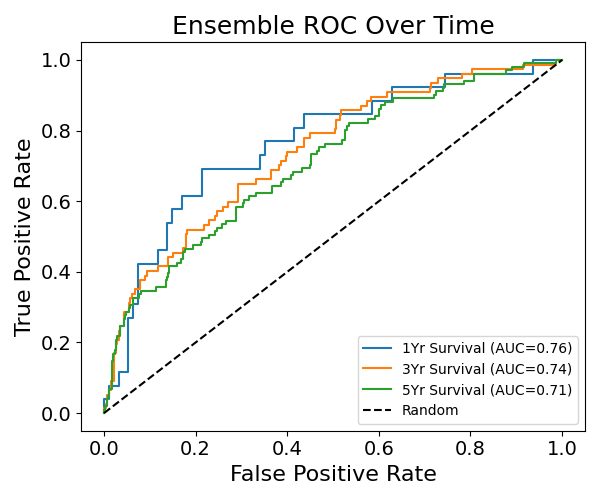 Ensemble ROC Over Time
True Positive Rate
1.0
0.8
0.6
0.4
0.2
0.0
0.0 0.2 0.4 0.6 0.8 1.0
False Positive Rate
1Yr Survival (AUC=0.76)
3Yr Survival (AUC=0.74)
5Yr Survival (AUC=0.71)
Random